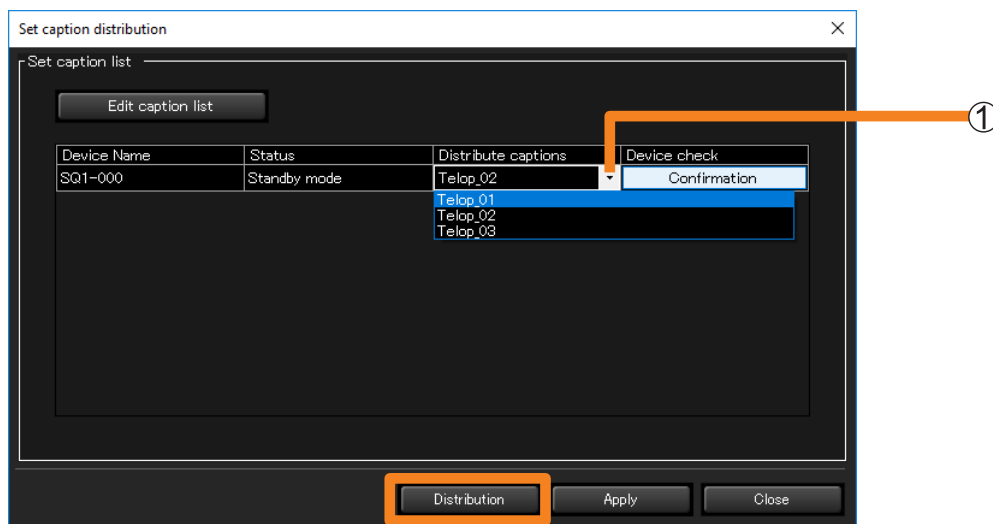 Set caption distribution
Set caption list
Edit caption list
Device Name Status Distribute captions Device check
SQ1-000 Standby mode Telop_02 Confirmation
Telop_01
Telop_02
Telop_03
Distribution Apply Close
①